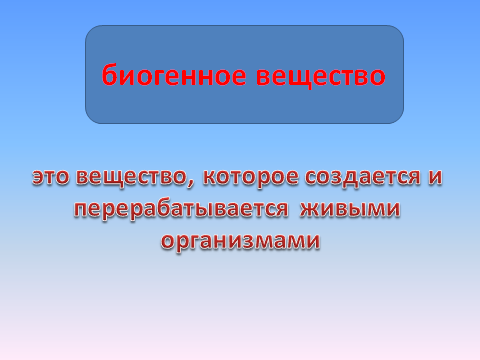 биогенное вещество
это вещество, которое создается и
перерабатывается живыми
организмами